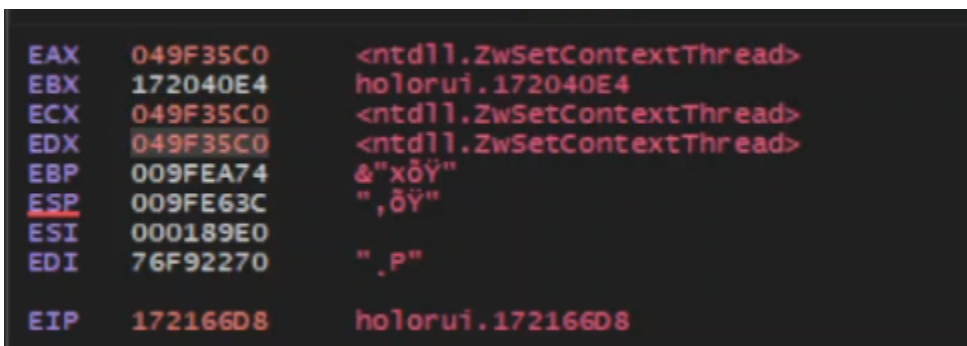 EAX 049F35C0 <ntdll.ZwSetContextThread>
EBX 172040E4 holorui.172040E4
ECX 049F35C0 <ntdll.ZwSetContextThread>
EDX 049F35C0 <ntdll.ZwSetContextThread>
EBP 009FEA74 &"xõŸ"
ESP 009FE63C ",õŸ"
ESI 000189E0
EDI 76F92270 "¸P"
EIP 172166D8 holorui.172166D8